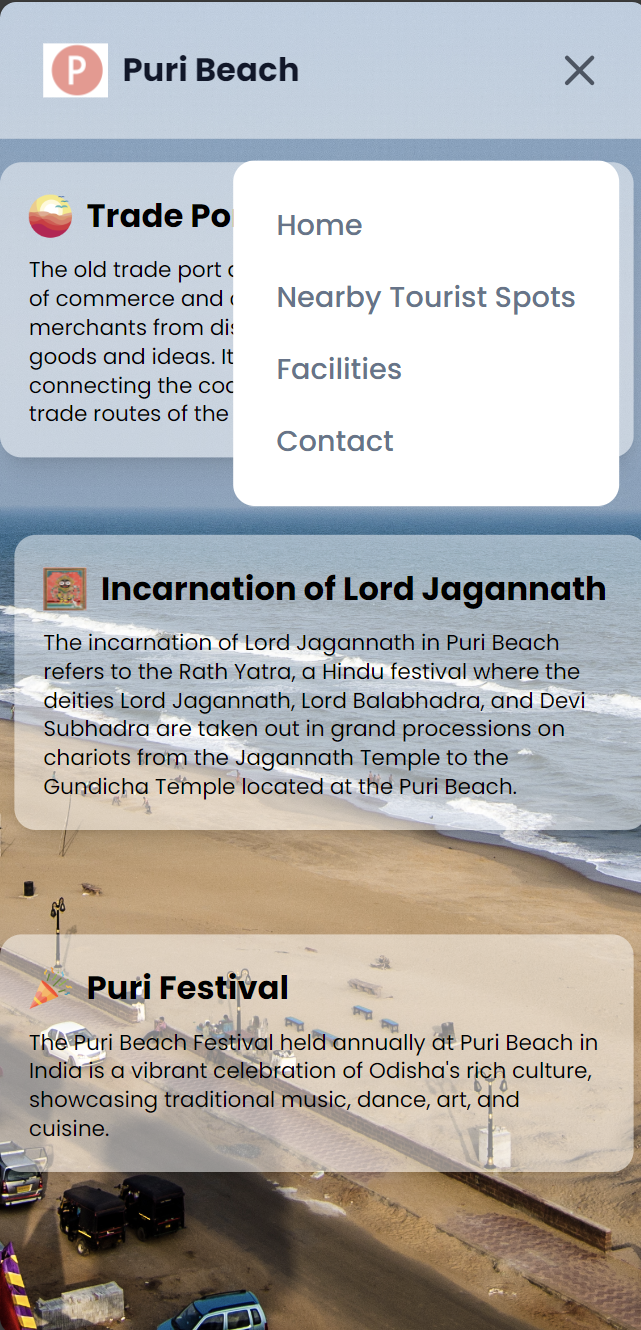 P
Puri Beach
Home
Nearby Tourist Spots
Facilities
Contact
Trade
The old trade port
of commerce and
merchants from
goods and ideas. It
connecting the
trade routes of the
Incarnation of Lord Jagannath
The incarnation of Lord Jagannath in Puri Beach
refers to the Rath Yatra, a Hindu festival where the
deities Lord Jagannath, Lord Balabhadra, and Devi
Subhadra are taken out in grand processions on
chariots from the Jagannath Temple to the
Gundicha Temple located at the Puri Beach.
Puri Festival
The Puri Beach Festival held annually at Puri Beach in
India is a vibrant celebration of Odisha's rich culture,
showcasing traditional music, dance, art, and
cuisine.